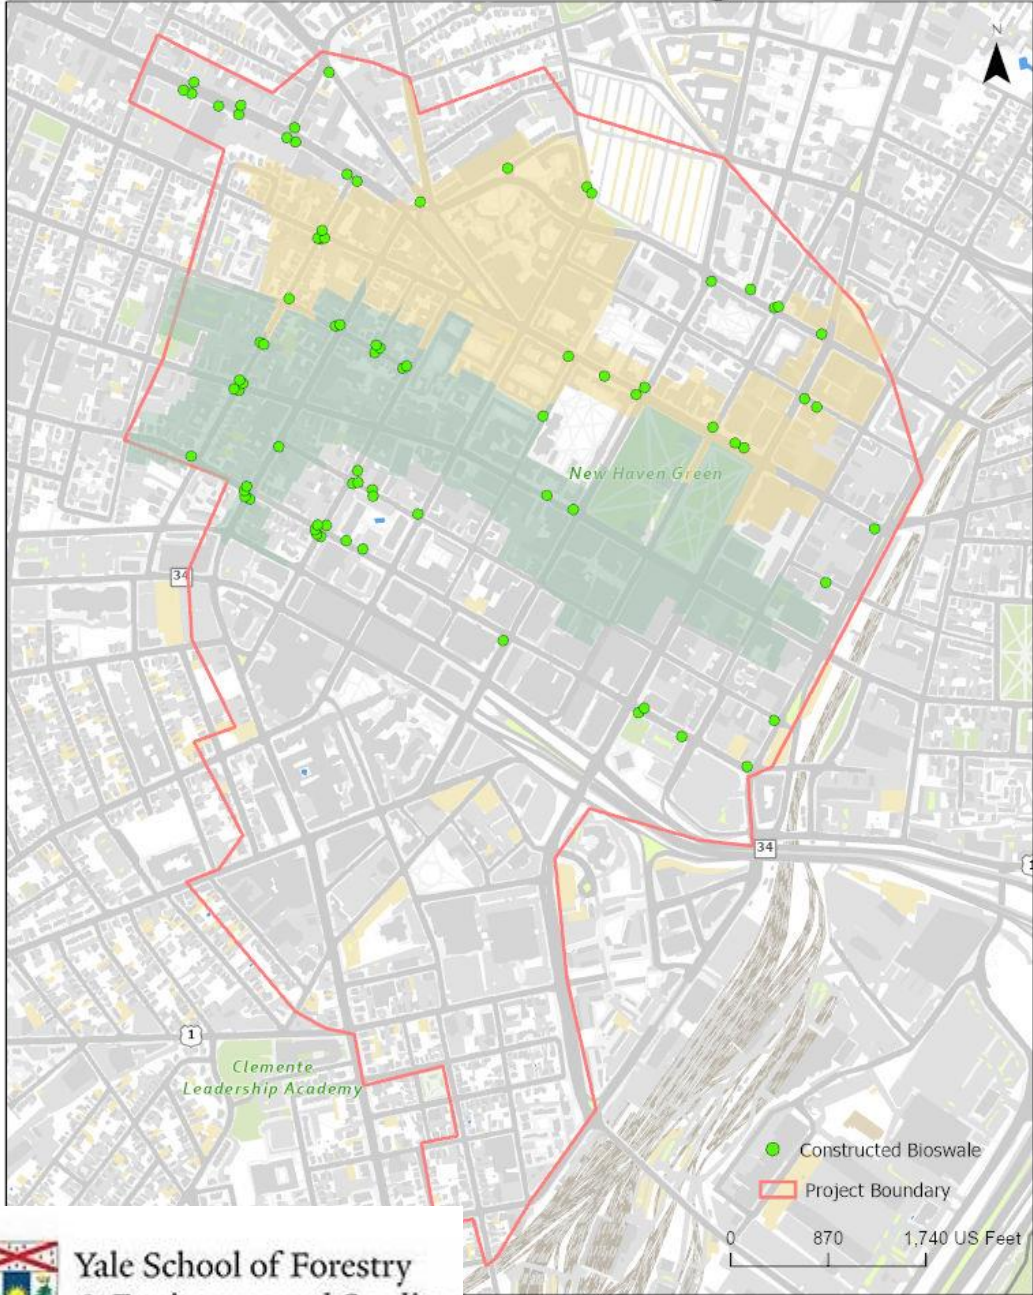 N
New Haven Green
34
34
1
1
Clemente
Leadership Academy
Constructed Bioswale
Project Boundary
0 870 1,740 US Feet
Yale School of Forestry